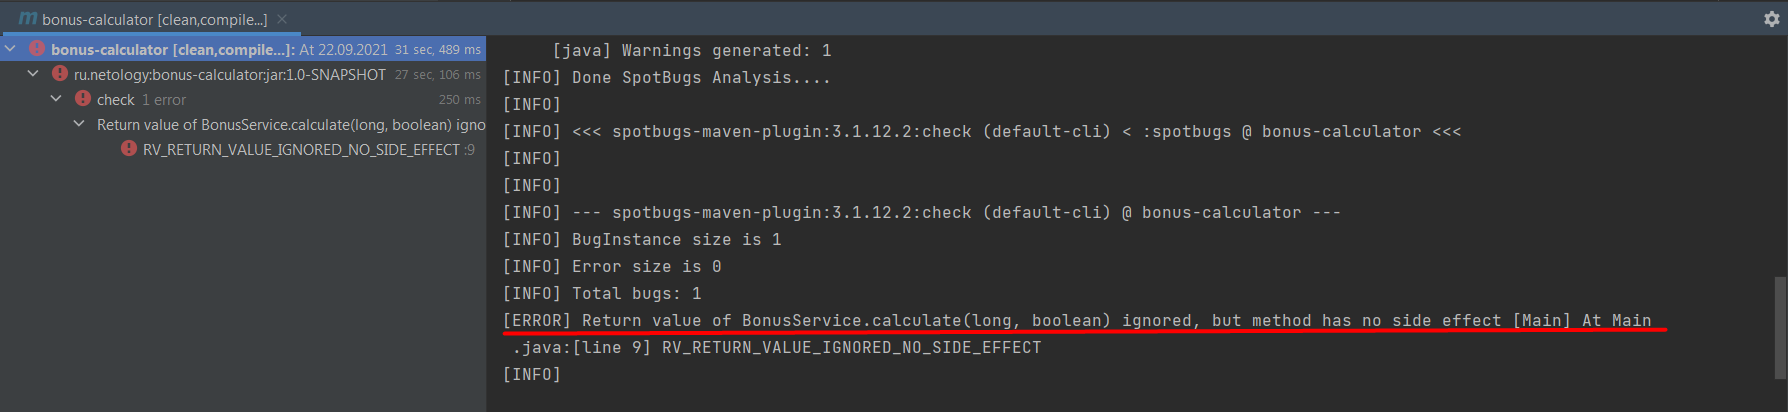 m bonus-calculator [clean,compile...] ×
bonus-calculator [clean,compile...]: At 22.09.2021 31 sec, 489 ms
ru.netology:bonus-calculator:jar:1.0-SNAPSHOT 27 sec, 106 ms
check 1 error 250 ms
Return value of BonusService.calculate(long, boolean) igno
RV_RETURN_VALUE_IGNORED_NO_SIDE_EFFECT :9
[java] Warnings generated: 1
[INFO] Done SpotBugs Analysis....
[INFO]
[INFO] <<< spotbugs-maven-plugin:3.1.12.2:check (default-cli) < :spotbugs @ bonus-calculator <<<
[INFO]
[INFO]
[INFO] --- spotbugs-maven-plugin:3.1.12.2:check (default-cli) @ bonus-calculator ---
[INFO] BugInstance size is 1
[INFO] Error size is 0
[INFO] Total bugs: 1
[ERROR] Return value of BonusService.calculate(long, boolean) ignored, but method has no side effect [Main] At Main
.java:[line 9] RV_RETURN_VALUE_IGNORED_NO_SIDE_EFFECT
[INFO]